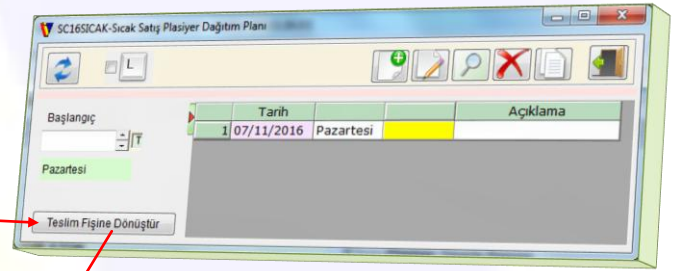 SC16SICAK-Sıcak Satış Plasiyer Dağıtım Planı
L
Başlangıç
Pazartesi
Teslim Fişine Dönüştür
Tarih Açıklama
1 07/11/2016 Pazartesi